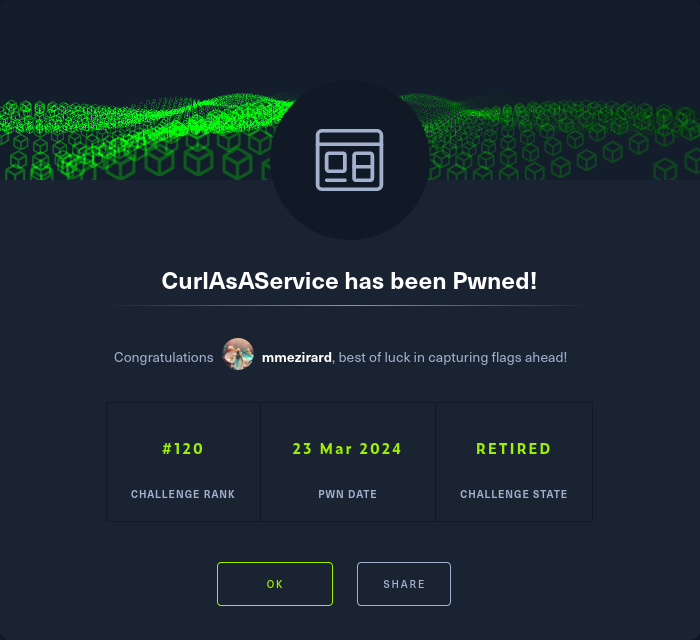 CurlAsAService has been Pwned!
Congratulations mmezirard, best of luck in capturing flags ahead!
#120 23 Mar 2024 RETIRED
CHALLENGE RANK PWN DATE CHALLENGE STATE
OK SHARE